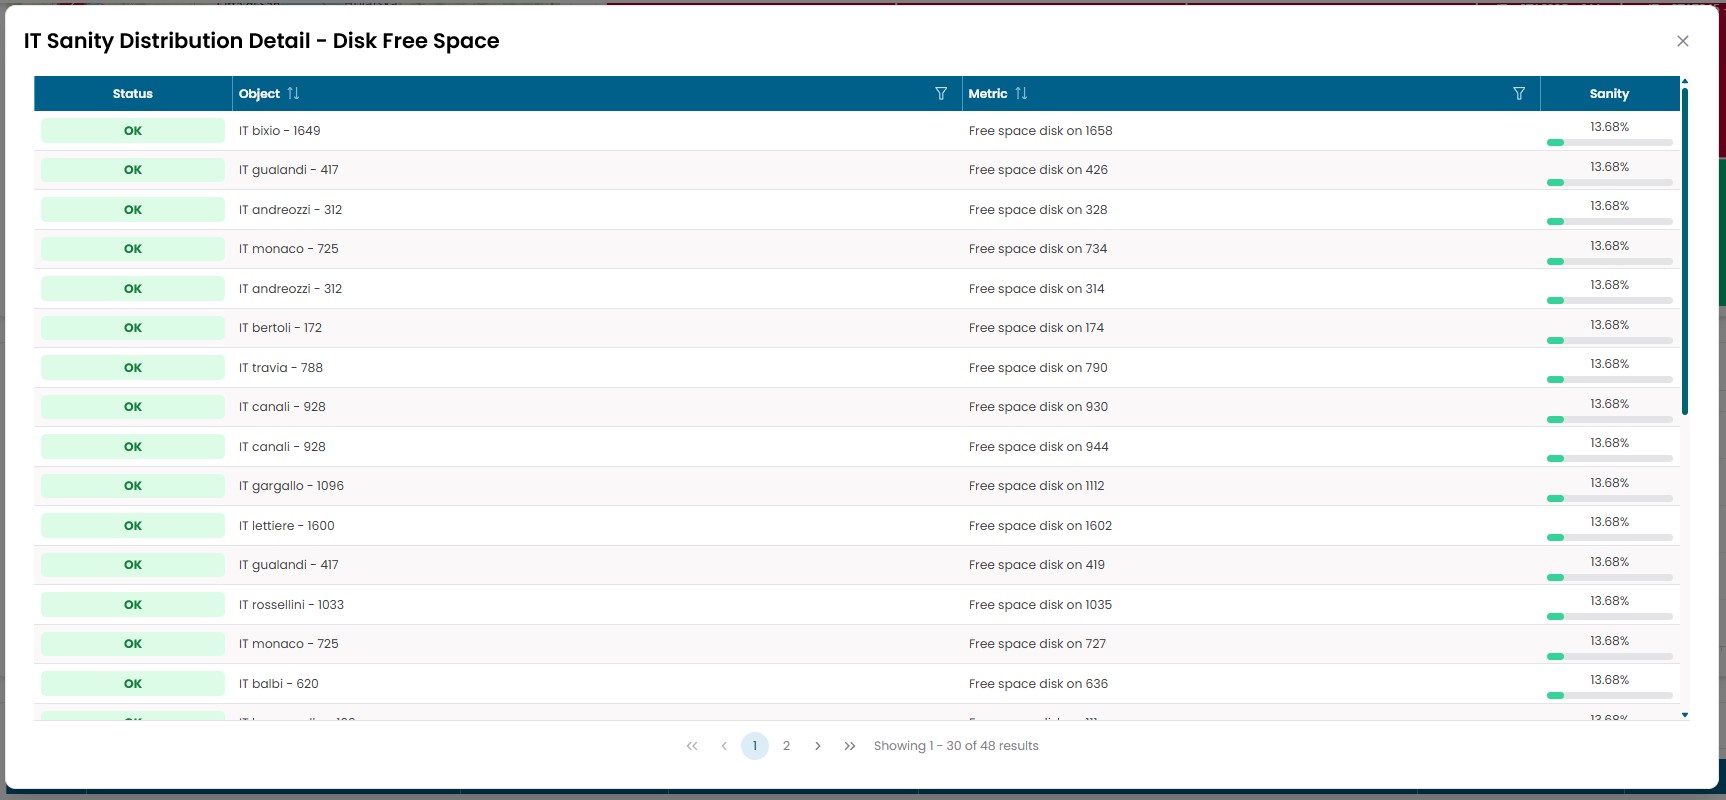 IT Sanity Distribution Detail - Disk Free Space
Status Object Metric Sanity
OK IT bixio - 1649 Free space disk on 1658 13.68%
OK IT gualandi - 417 Free space disk on 426 13.68%
OK IT andreozzi - 312 Free space disk on 328 13.68%
OK IT monaco - 725 Free space disk on 734 13.68%
OK IT andreozzi - 312 Free space disk on 314 13.68%
OK IT bertoli - 172 Free space disk on 174 13.68%
OK IT travia - 788 Free space disk on 790 13.68%
OK IT canali - 928 Free space disk on 930 13.68%
OK IT canali - 928 Free space disk on 944 13.68%
OK IT gargallo - 1096 Free space disk on 1112 13.68%
OK IT lettiere - 1600 Free space disk on 1602 13.68%
OK IT gualandi - 417 Free space disk on 419 13.68%
OK IT rossellini - 1033 Free space disk on 1035 13.68%
OK IT monaco - 725 Free space disk on 727 13.68%
OK IT balbi - 620 Free space disk on 636 13.68%
1 2 Showing 1 - 30 of 48 results